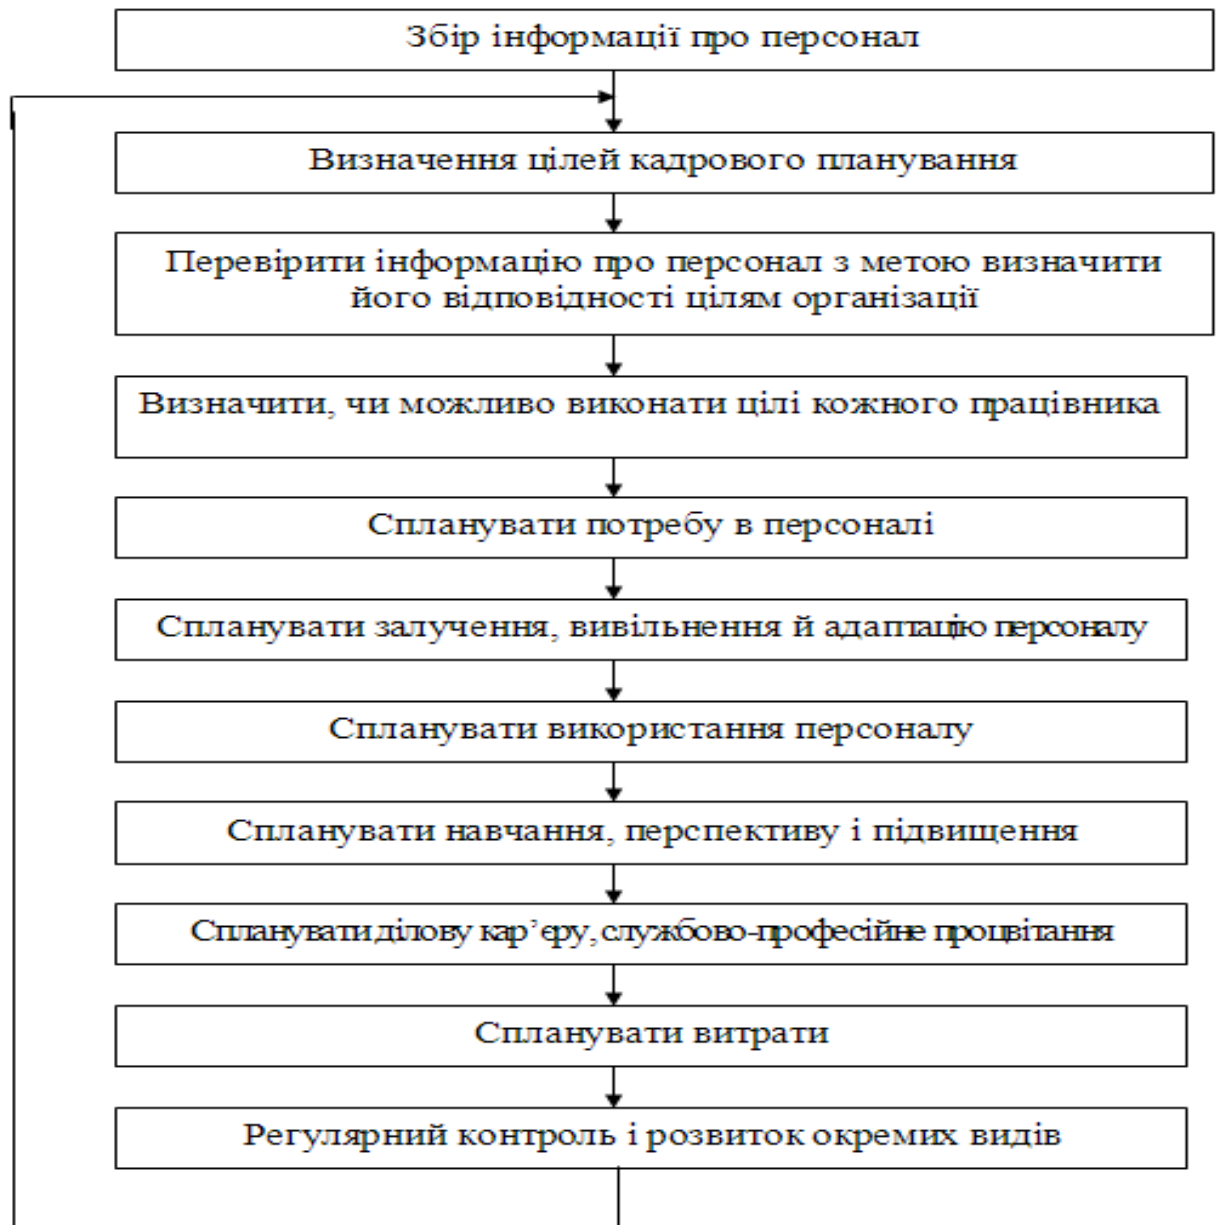 Збір інформації про персонал
Визначення цілей кадрового планування
Перевірити інформацію про персонал з метою визначити
його відповідності цілям організації
Визначити, чи можливо виконати цілі кожного працівника
Спланувати потребу в персоналі
Спланувати залучення, вивільнення й адаптацію персоналу
Спланувати використання персоналу
Спланувати навчання, перспективу і підвищення
Спланувати ділову кар’єру, службово-професійне процвітання
Спланувати витрати
Регулярний контроль і розвиток окремих видів